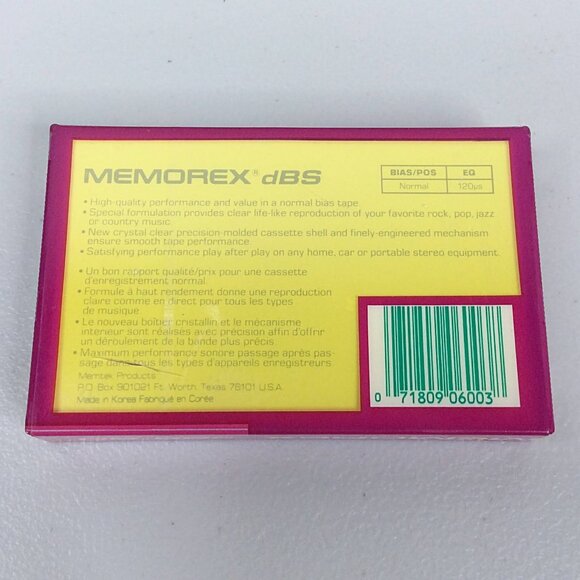 MEMOREX® dBS
BIAS/POS EQ
Normal 120µs
• High-quality performance and value in a normal bias tape.
• Special formulation provides clear life-like reproduction of your favorite rock, pop, jazz
or country music.
• New crystal clear precision-molded cassette shell and finely-engineered mechanism
ensure smooth tape performance.
• Satisfying performance play after play on any home, car or portable stereo equipment.
• Un bon rapport qualité/prix pour une cassette
d'enregistrement normal.
• Formule à haut rendement donne une reproduction
claire comme en direct pour tous les types
de musique.
• Le nouveau boîtier cristallin et le mécanisme
intérieur sont réalisés avec précision afin d'offrir
un déroulement de la bande plus précis.
• Maximum performance sonore passage après pas-
sage dans tous les types d'appareils enregistreurs.
Memtek Products
P.O. Box 901021 Ft. Worth, Texas 76101 U.S.A.
Made in Korea Fabriqué en Corée
0 71809 06003